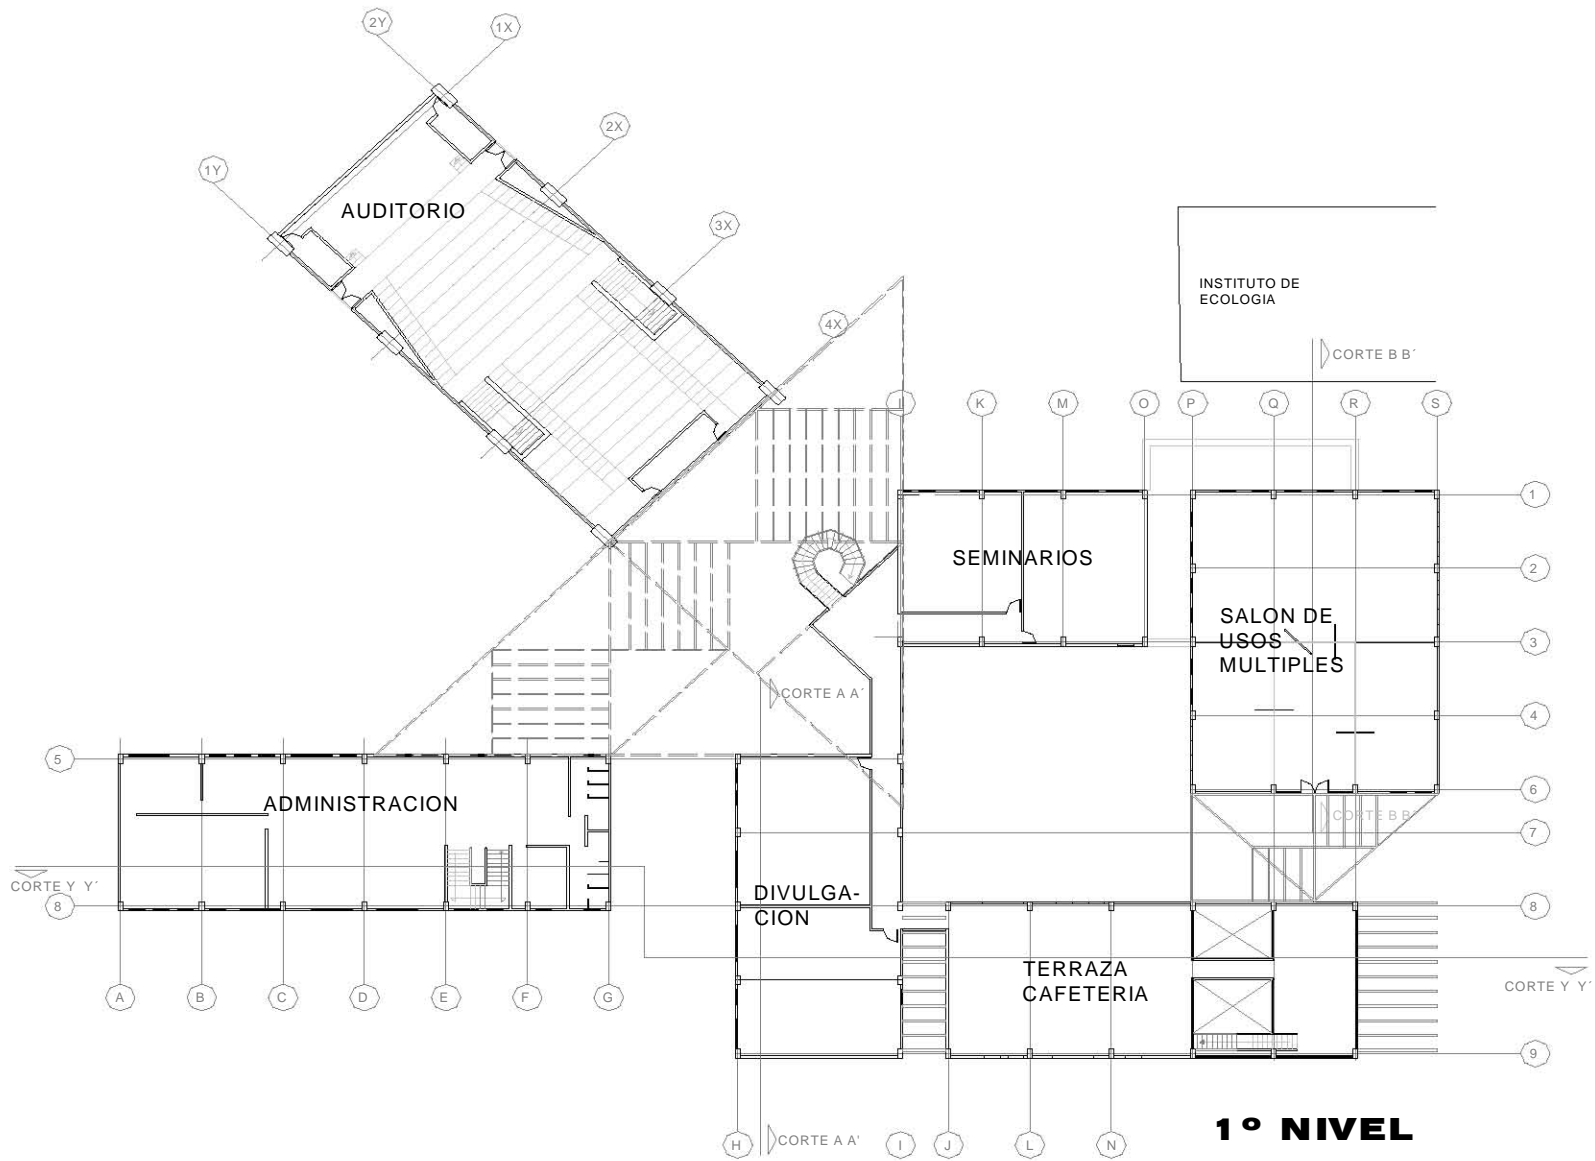 2Y
1X
2X
1Y
AUDITORIO
3X
INSTITUTO DE
ECOLOGIA
4X
CORTE B B´
I
K
M
O
P
Q
R
S
1
SEMINARIOS
2
SALON DE
USOS
MULTIPLES
3
CORTE A A´
4
5
6
ADMINISTRACION
CORTE B B´
7
CORTE Y Y´
DIVULGA-
CION
8
8
TERRAZA
CAFETERIA
CORTE Y Y´
A
B
C
D
E
F
G
9
H
CORTE A A'
I
J
L
N
1º NIVEL